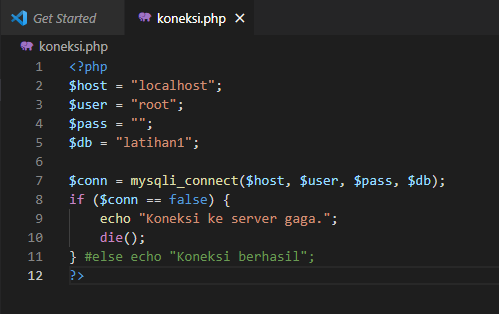 Get Started koneksi.php ×
koneksi.php
1 <?php
2 $host = "localhost";
3 $user = "root";
4 $pass = "";
5 $db = "latihan1";
6
7 $conn = mysqli_connect($host, $user, $pass, $db);
8 if ($conn == false) {
9     echo "Koneksi ke server gaga.";
10     die();
11 } #else echo "Koneksi berhasil";
12 ?>